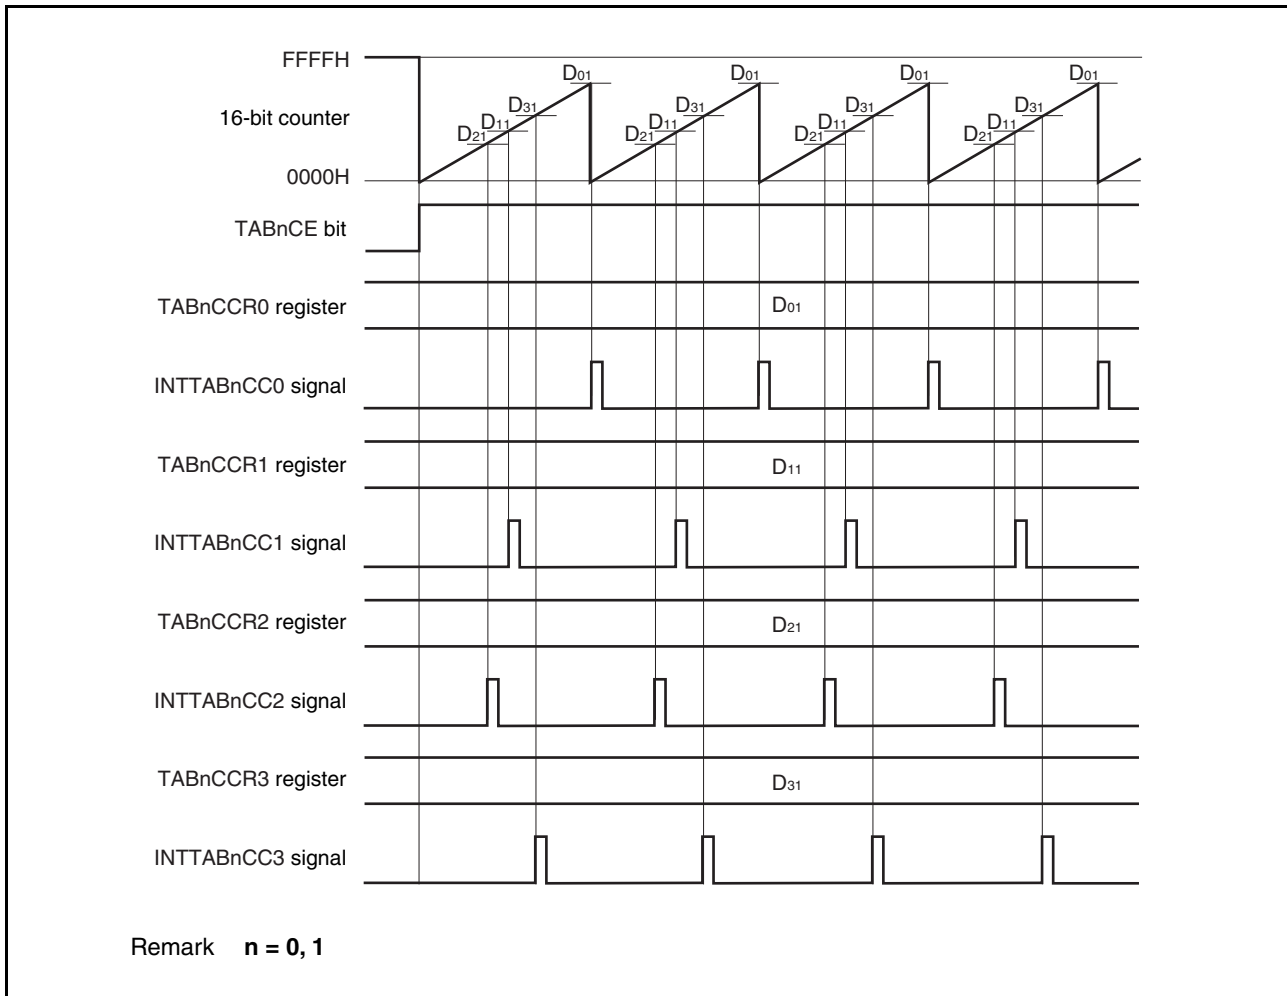 FFFFH
D01 D01 D01 D01
16-bit counter
D31 D31 D31 D31
D11 D11 D11 D11
D21 D21 D21 D21
0000H
TABnCE bit
TABnCCR0 register D01
INTTABnCC0 signal
TABnCCR1 register D11
INTTABnCC1 signal
TABnCCR2 register D21
INTTABnCC2 signal
TABnCCR3 register D31
INTTABnCC3 signal
Remark n = 0, 1